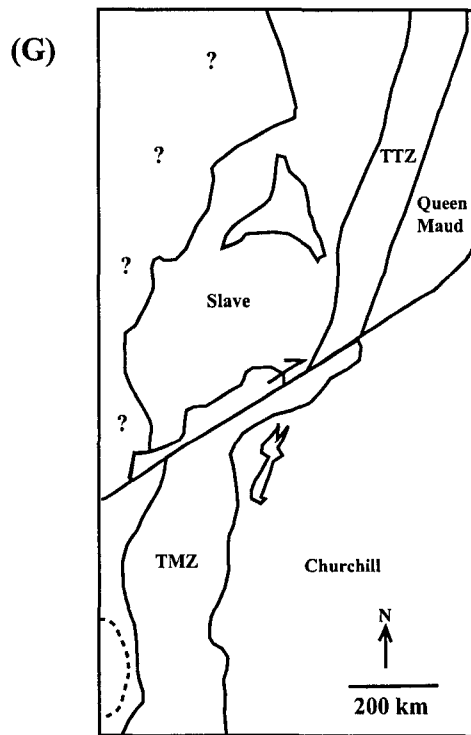 (G)
?
?
TTZ
Queen
Maud
?
Slave
?
TMZ
Churchill
N
200 km